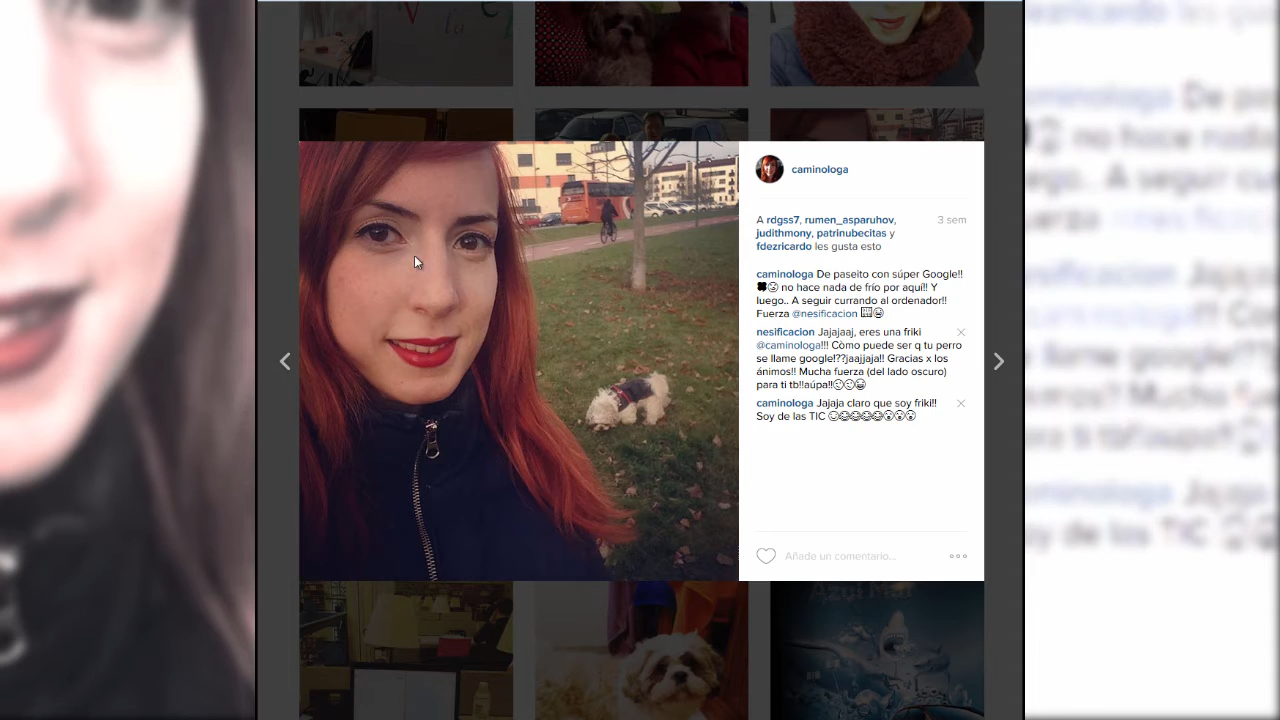 caminologa
A rdgss7, rumen_asparuhov,
judithmony, patrinubecitas y
fdezricardo les gusta esto
3 sem
caminologa De paseito con súper Google!!
no hace nada de frío por aquí!! Y
luego.. A seguir currando al ordenador!!
Fuerza @nesificacion
nesificacion Jajajaaj, eres una friki
@caminologa!!! Còmo puede ser q tu perro
se llame google!??jaajjaja!! Gracias x los
ánimos!! Mucha fuerza (del lado oscuro)
para ti tb!!aúpa!!
caminologa Jajaja claro que soy friki!!
Soy de las TIC
Añade un comentario...